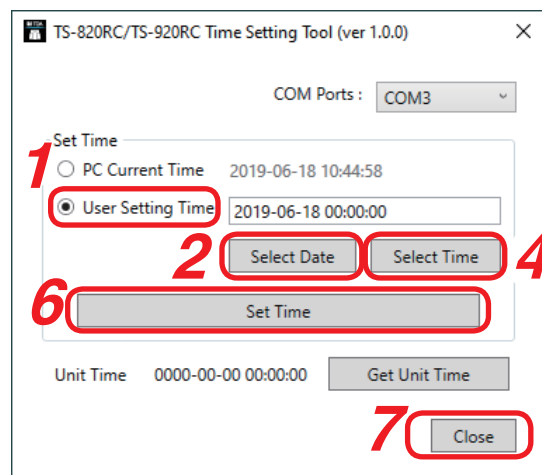 TS-820RC/TS-920RC Time Setting Tool (ver 1.0.0)
COM Ports : COM3
Set Time
1
PC Current Time 2019-06-18 10:44:58
User Setting Time 2019-06-18 00:00:00
2 Select Date Select Time 4
6 Set Time
Unit Time 0000-00-00 00:00:00 Get Unit Time
7 Close